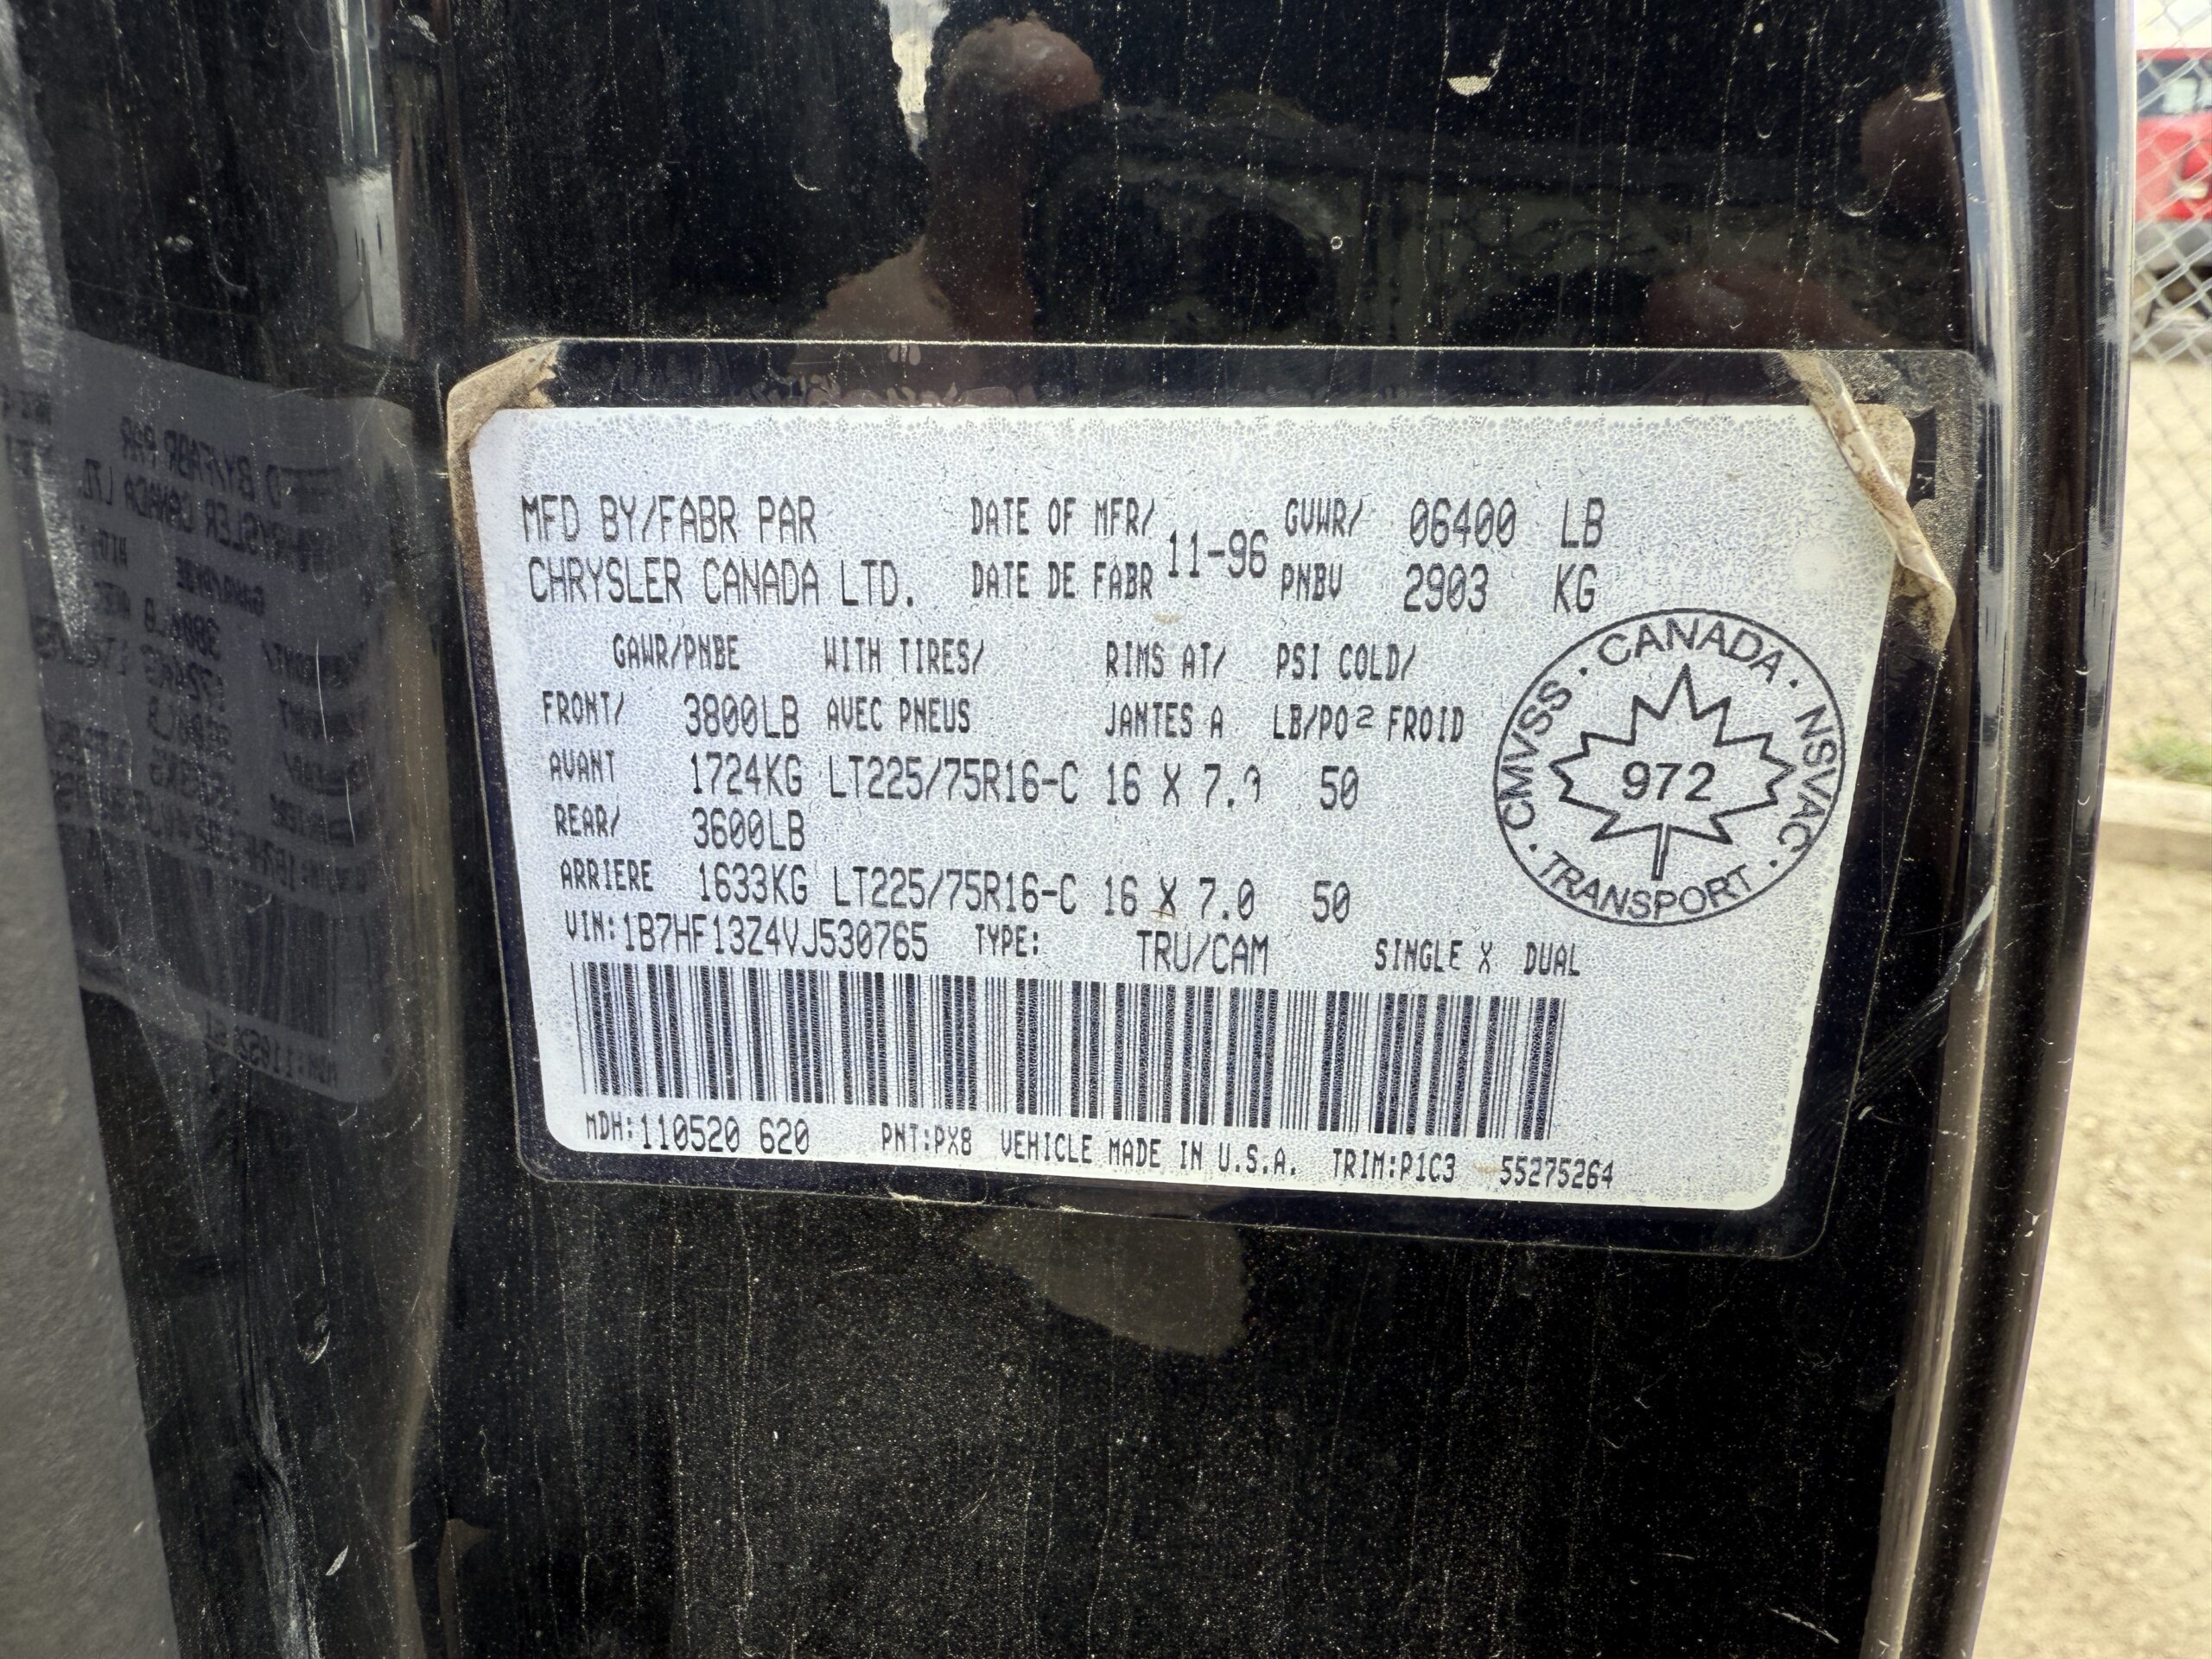 MFD BY/FABR PAR DATE OF MFR/ 11-96 GVWR/ 06400 LB
CHRYSLER CANADA LTD. DATE DE FABR PNBV 2903 KG
GAWR/PNBE WITH TIRES/ RIMS AT/ PSI COLD/
FRONT/ 3800LB AVEC PNEUS JANTES A LB/PO² FROID
AVANT 1724KG LT225/75R16-C 16 X 50
REAR/ 3600LB
ARRIERE 1633KG LT225/75R16-C 16 X 7.0 50
VIN:1B7HF13Z4VJ530765 TYPE: TRU/CAM SINGLE X DUAL
MDH:110520 620 PNT:PX8 VEHICLE MADE IN U.S.A. TRIM:P1C3 55275264
CANADA · NSVAC · TRANSPORT · CMVSS ·
972